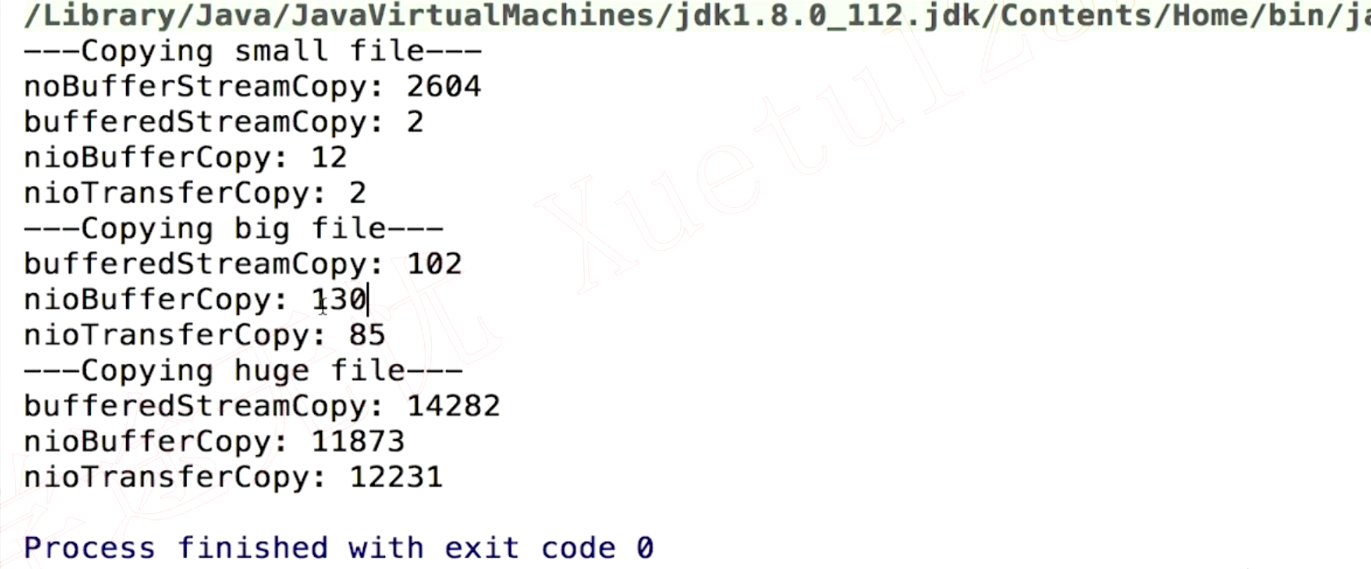 /Library/Java/JavaVirtualMachines/jdk1.8.0_112.jdk/Contents/Home/bin/ja
---Copying small file---
noBufferStreamCopy: 2604
bufferedStreamCopy: 2
nioBufferCopy: 12
nioTransferCopy: 2
---Copying big file---
bufferedStreamCopy: 102
nioBufferCopy: 130
nioTransferCopy: 85
---Copying huge file---
bufferedStreamCopy: 14282
nioBufferCopy: 11873
nioTransferCopy: 12231
Process finished with exit code 0